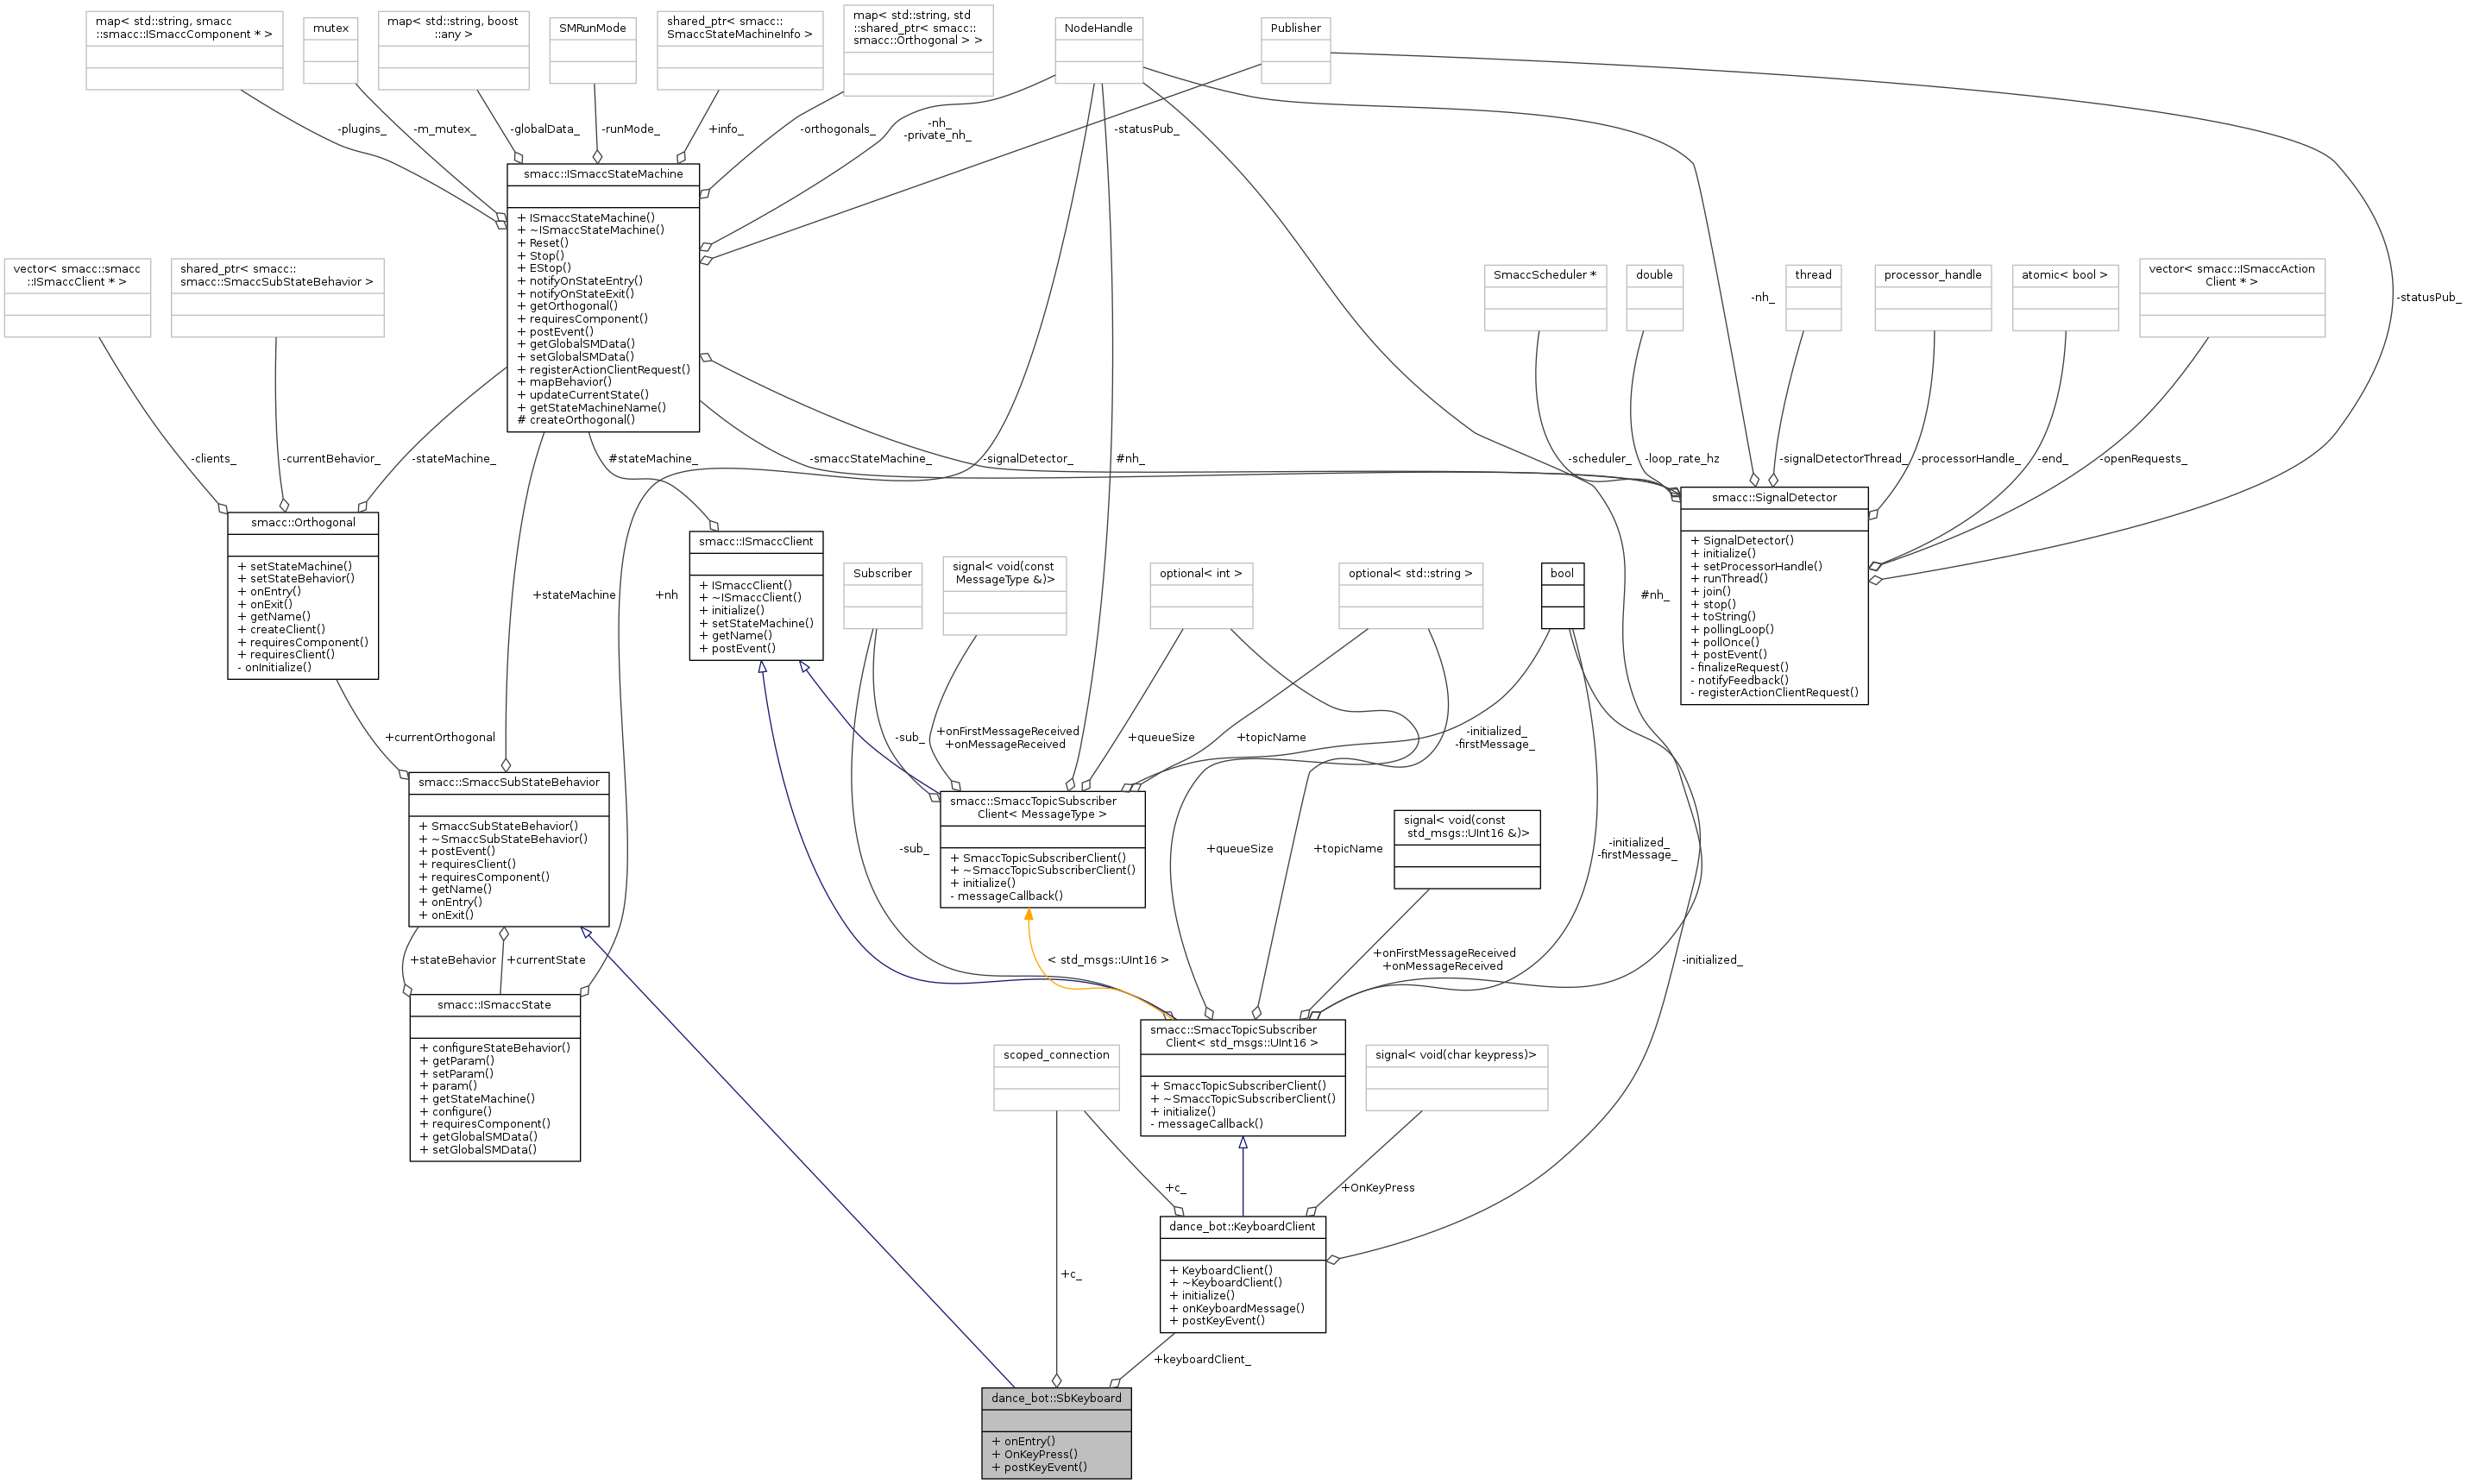 map< std::string, smacc
::smacc::ISmaccComponent * >
mutex
map< std::string, boost
::any >
SMRunMode
shared_ptr< smacc::
SmaccStateMachineInfo >
map< std::string, std
::shared_ptr< smacc::
smacc::Orthogonal > >
NodeHandle
Publisher
-plugins_
-m_mutex_
-globalData_
-runMode_
+info_
-orthogonals_
-nh_
-private_nh_
-statusPub_
smacc::ISmaccStateMachine
+ ISmaccStateMachine()
+ ~ISmaccStateMachine()
+ Reset()
+ Stop()
+ EStop()
+ notifyOnStateEntry()
+ notifyOnStateExit()
+ getOrthogonal()
+ requiresComponent()
+ postEvent()
+ getGlobalSMData()
+ setGlobalSMData()
+ registerActionClientRequest()
+ mapBehavior()
+ updateCurrentState()
+ getStateMachineName()
# createOrthogonal()
vector< smacc::smacc
::ISmaccClient * >
shared_ptr< smacc::
smacc::SmaccSubStateBehavior >
SmaccScheduler *
double
thread
processor_handle
atomic< bool >
vector< smacc::ISmaccAction
Client * >
-nh_
-statusPub_
-clients_
-currentBehavior_
-stateMachine_
#stateMachine_
-smaccStateMachine_
-signalDetector_
#nh_
-scheduler_
-loop_rate_hz
-signalDetectorThread_
-processorHandle_
-end_
-openRequests_
smacc::Orthogonal
+ setStateMachine()
+ setStateBehavior()
+ onEntry()
+ onExit()
+ getName()
+ createClient()
+ requiresComponent()
+ requiresClient()
- onInitialize()
+stateMachine
+nh
smacc::ISmaccClient
+ ISmaccClient()
+ ~ISmaccClient()
+ initialize()
+ setStateMachine()
+ getName()
+ postEvent()
Subscriber
signal< void(const
MessageType &)>
optional< int >
optional< std::string >
bool
#nh_
smacc::SignalDetector
+ SignalDetector()
+ initialize()
+ setProcessorHandle()
+ runThread()
+ join()
+ stop()
+ toString()
+ pollingLoop()
+ pollOnce()
+ postEvent()
- finalizeRequest()
- notifyFeedback()
- registerActionClientRequest()
+currentOrthogonal
-sub_
+onFirstMessageReceived
+onMessageReceived
+queueSize
+topicName
-initialized_
-firstMessage_
smacc::SmaccSubStateBehavior
+ SmaccSubStateBehavior()
+ ~SmaccSubStateBehavior()
+ postEvent()
+ requiresClient()
+ requiresComponent()
+ getName()
+ onEntry()
+ onExit()
smacc::SmaccTopicSubscriber
Client< MessageType >
+ SmaccTopicSubscriberClient()
+ ~SmaccTopicSubscriberClient()
+ initialize()
- messageCallback()
-sub_
+queueSize
+topicName
signal< void(const
std_msgs::UInt16 &)>
-initialized_
-firstMessage_
+stateBehavior
+currentState
< std_msgs::UInt16 >
+onFirstMessageReceived
+onMessageReceived
-initialized_
smacc::ISmaccState
+ configureStateBehavior()
+ getParam()
+ setParam()
+ param()
+ getStateMachine()
+ configure()
+ requiresComponent()
+ getGlobalSMData()
+ setGlobalSMData()
scoped_connection
smacc::SmaccTopicSubscriber
Client< std_msgs::UInt16 >
+ SmaccTopicSubscriberClient()
+ ~SmaccTopicSubscriberClient()
+ initialize()
- messageCallback()
signal< void(char keypress)>
+c_
+OnKeyPress
dance_bot::KeyboardClient
+ KeyboardClient()
+ ~KeyboardClient()
+ initialize()
+ onKeyboardMessage()
+ postKeyEvent()
+c_
+keyboardClient_
dance_bot::SbKeyboard
+ onEntry()
+ OnKeyPress()
+ postKeyEvent()